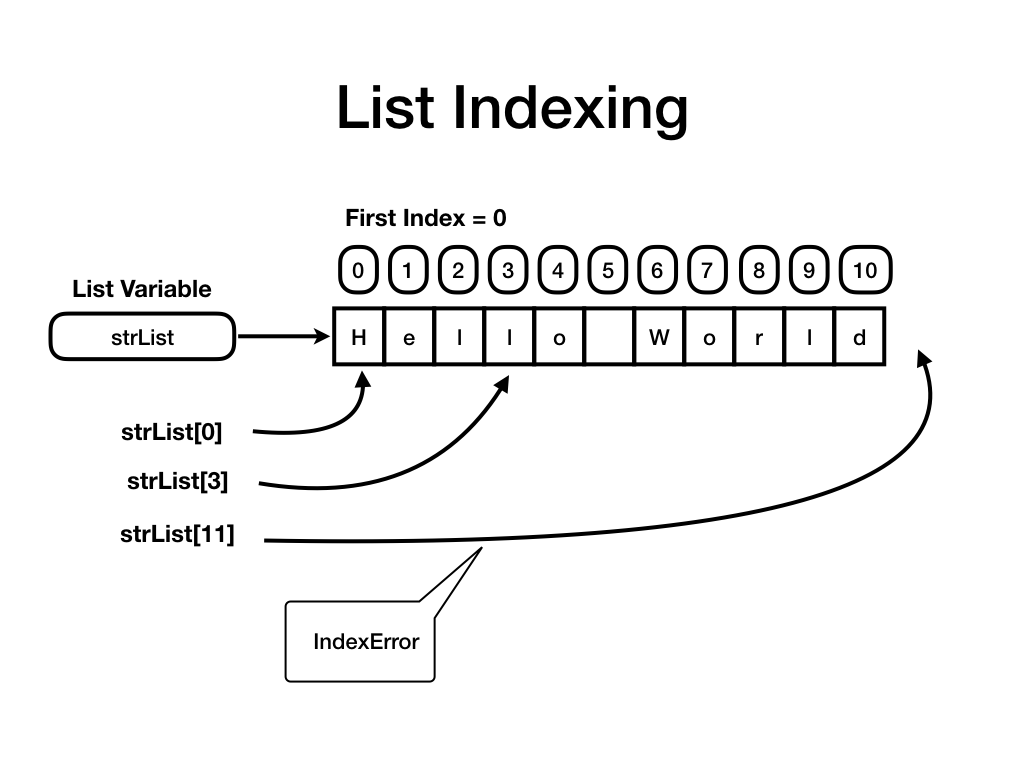 List Indexing
First Index = 0
0 1 2 3 4 5 6 7 8 9 10
List Variable
strList
H e l l o W o r l d
strList[0]
strList[3]
strList[11]
IndexError